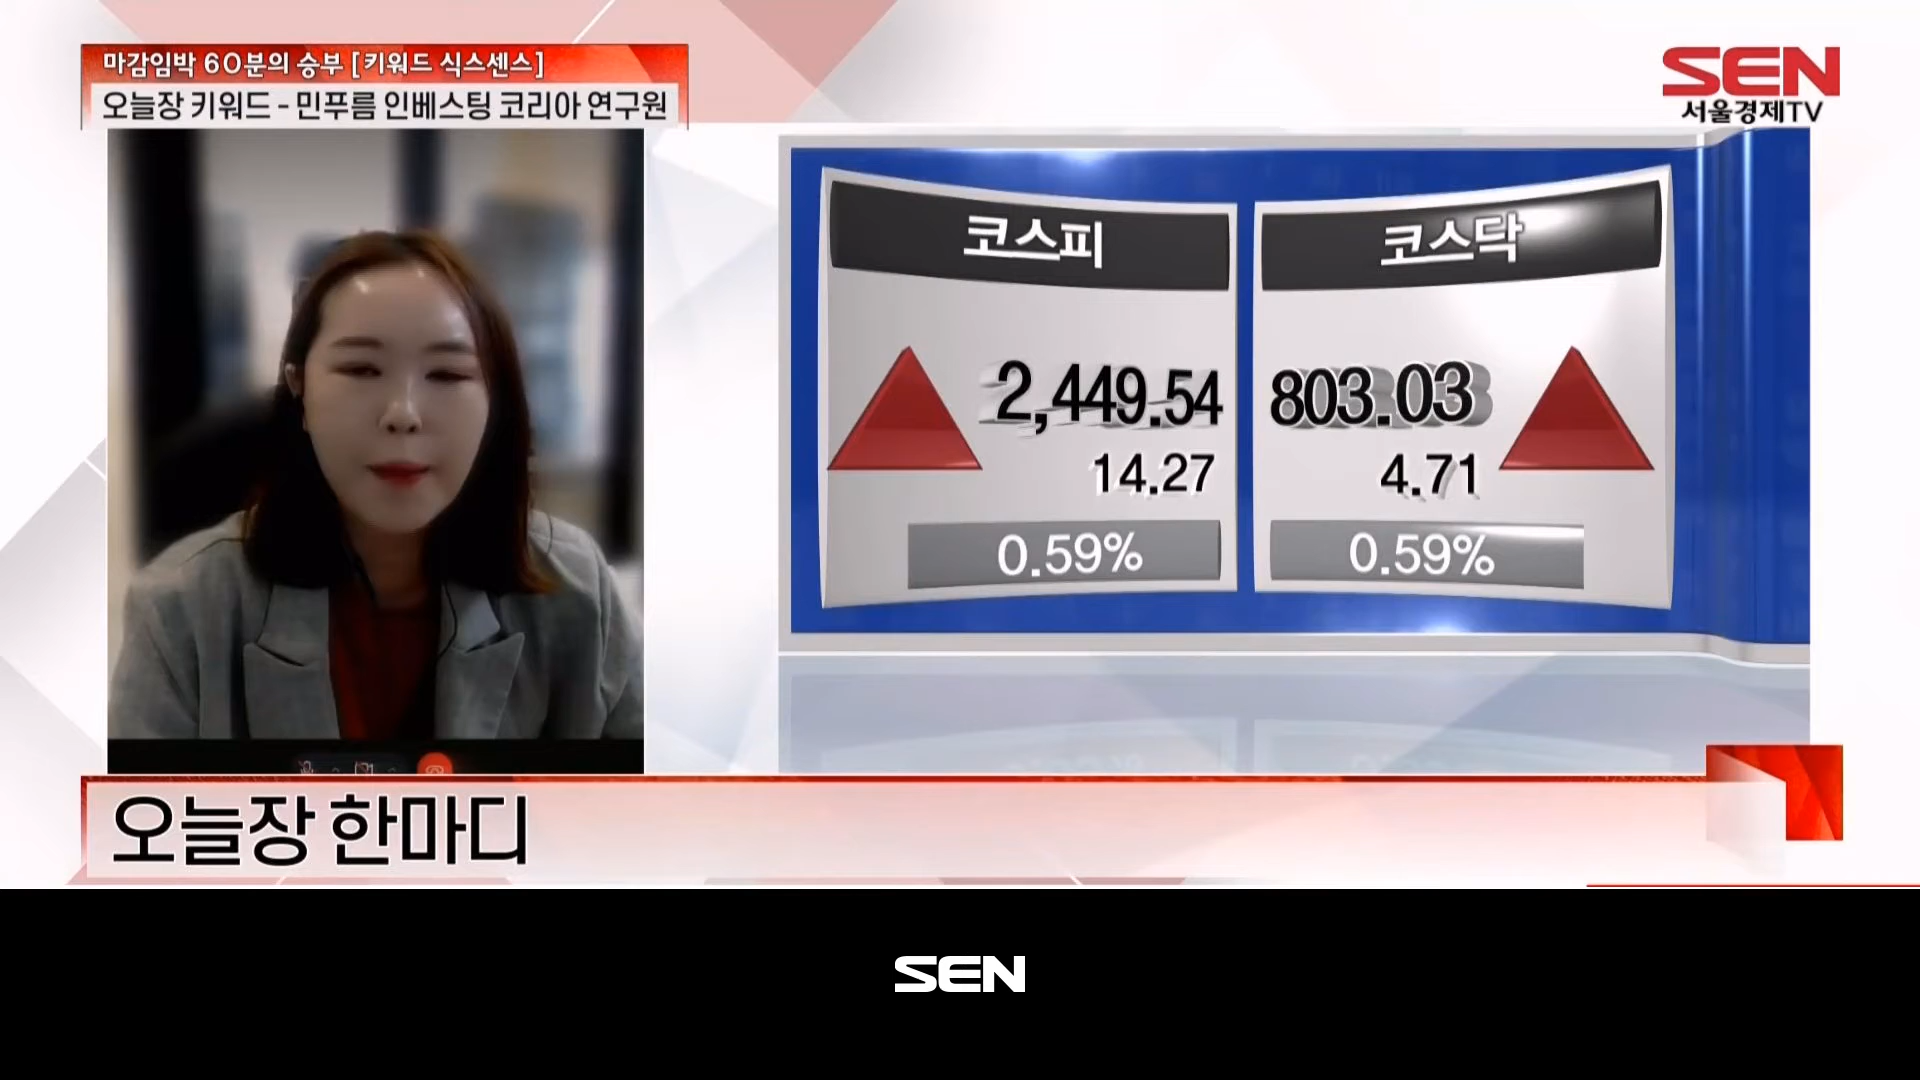 마감임박 60분의 승부 [키워드 식스센스]
오늘장 키워드 - 민푸름 인베스팅 코리아 연구원
SEN
서울경제TV
코스피
2,449.54
14.27
0.59%
코스닥
803.03
4.71
0.59%
오늘장 한마디
SEN